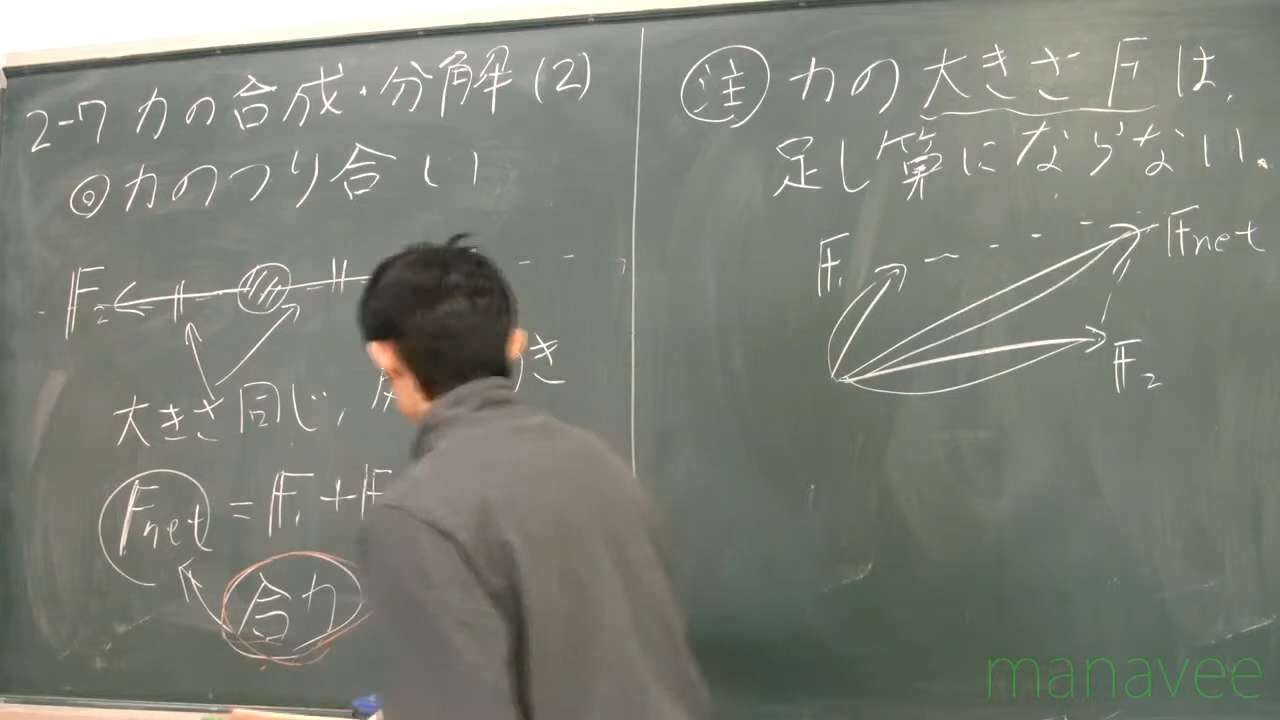 2-7 力の合成・分解(2)
◎力のつり合い
F₂
大きさ同じ, き
Fnet = F₁ + F
合力
注 力の大きさFは,
足し算にならない.
F₁
Fnet
F₂
manavee